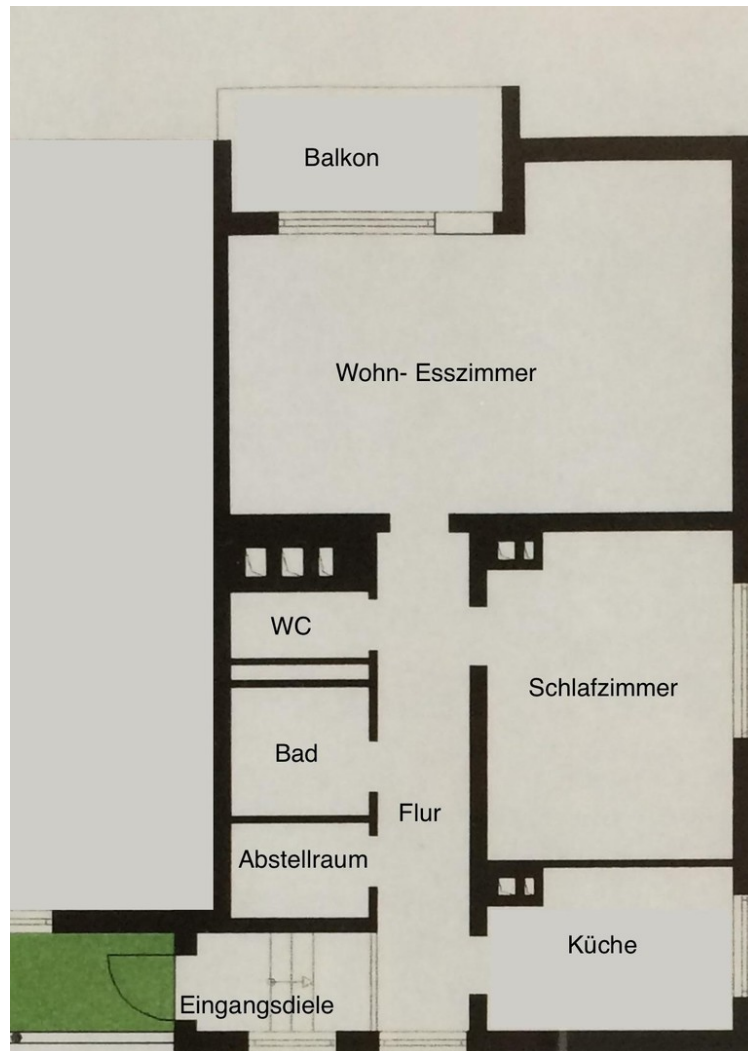 Balkon
Wohn- Esszimmer
WC
Schlafzimmer
Bad
Flur
Abstellraum
Küche
Eingangsdiele